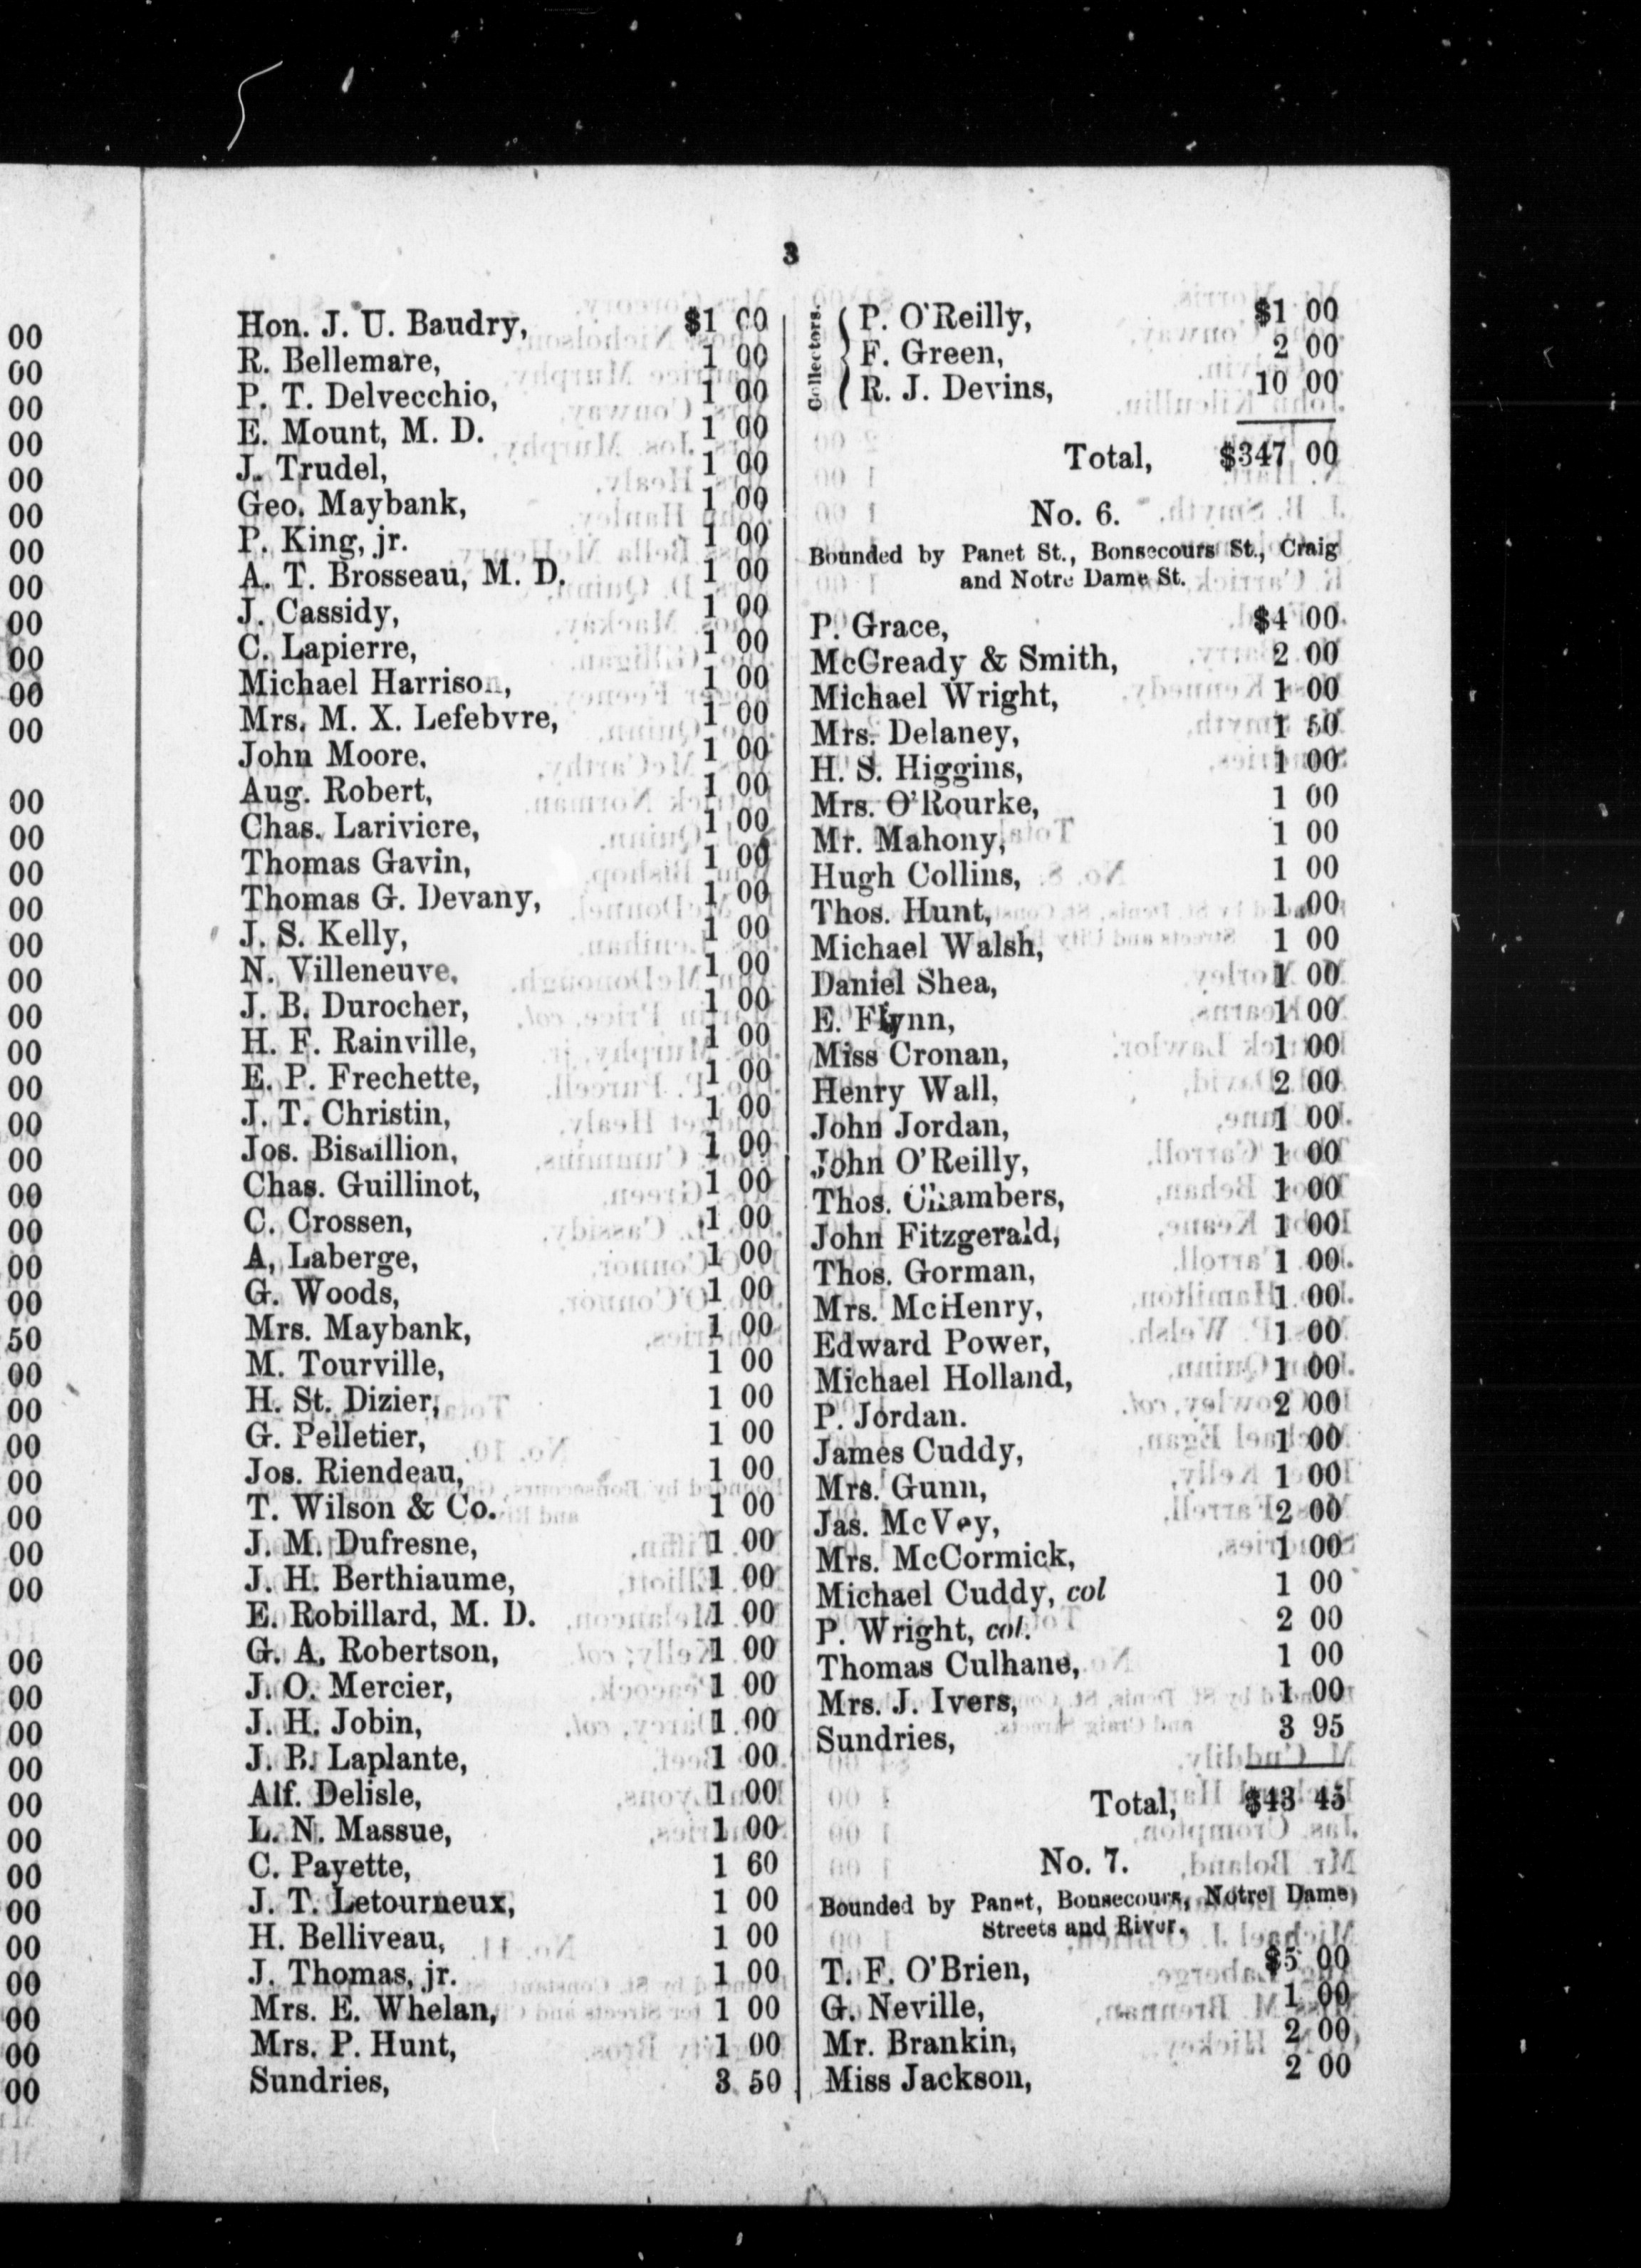 3
Hon. J. U. Baudry, $1 00
R. Bellemare, 1 00
P. T. Delvecchio, 1 00
E. Mount, M. D. 1 00
J. Trudel, 1 00
Geo. Maybank, 1 00
P. King, jr. 1 00
A. T. Brosseau, M. D. 1 00
J. Cassidy, 1 00
C. Lapierre, 1 00
Michael Harrison, 1 00
Mrs. M. X. Lefebvre, 1 00
John Moore, 1 00
Aug. Robert, 1 00
Chas. Lariviere, 1 00
Thomas Gavin, 1 00
Thomas G. Devany, 1 00
J. S. Kelly, 1 00
N. Villeneuve, 1 00
J. B. Durocher, 1 00
H. F. Rainville, 1 00
E. P. Frechette, 1 00
J. T. Christin, 1 00
Jos. Bisaillion, 1 00
Chas. Guillinot, 1 00
C. Crossen, 1 00
A, Laberge, 1 00
G. Woods, 1 00
Mrs. Maybank, 1 00
M. Tourville, 1 00
H. St. Dizier, 1 00
G. Pelletier, 1 00
Jos. Riendeau, 1 00
T. Wilson & Co. 1 00
J. M. Dufresne, 1 00
J. H. Berthiaume, 1 00
E. Robillard, M. D. 1 00
G. A. Robertson, 1 00
J. O. Mercier, 1 00
J. H. Jobin, 1 00
J. B. Laplante, 1 00
Alf. Delisle, 1 00
L. N. Massue, 1 00
C. Payette, 1 60
J. T. Letourneux, 1 00
H. Belliveau, 1 00
J. Thomas, jr. 1 00
Mrs. E. Whelan, 1 00
Mrs. P. Hunt, 1 00
Sundries, 3 50
Collectors.
P. O'Reilly, $1 00
F. Green, 2 00
R. J. Devins, 10 00
Total, $347 00
No. 6.
Bounded by Panet St., Bonsecours St., Craig
and Notre Dame St.
P. Grace, $4 00
McGready & Smith, 2 00
Michael Wright, 1 00
Mrs. Delaney, 1 50
H. S. Higgins, 1 00
Mrs. O'Rourke, 1 00
Mr. Mahony, 1 00
Hugh Collins, 1 00
Thos. Hunt, 1 00
Michael Walsh, 1 00
Daniel Shea, 1 00
E. Flynn, 1 00
Miss Cronan, 1 00
Henry Wall, 2 00
John Jordan, 1 00
John O'Reilly, 1 00
Thos. Chambers, 1 00
John Fitzgerald, 1 00
Thos. Gorman, 1 00
Mrs. McHenry, 1 00
Edward Power, 1 00
Michael Holland, 1 00
P. Jordan. 2 00
James Cuddy, 1 00
Mrs. Gunn, 1 00
Jas. McVey, 2 00
Mrs. McCormick, 1 00
Michael Cuddy, col 1 00
P. Wright, col. 2 00
Thomas Culhane, 1 00
Mrs. J. Ivers, 1 00
Sundries, 3 95
Total, $43 45
No. 7.
Bounded by Panet, Bonsecours, Notre Dame
Streets and River.
T. F. O'Brien, $5 00
G. Neville, 1 00
Mr. Brankin, 2 00
Miss Jackson, 2 00